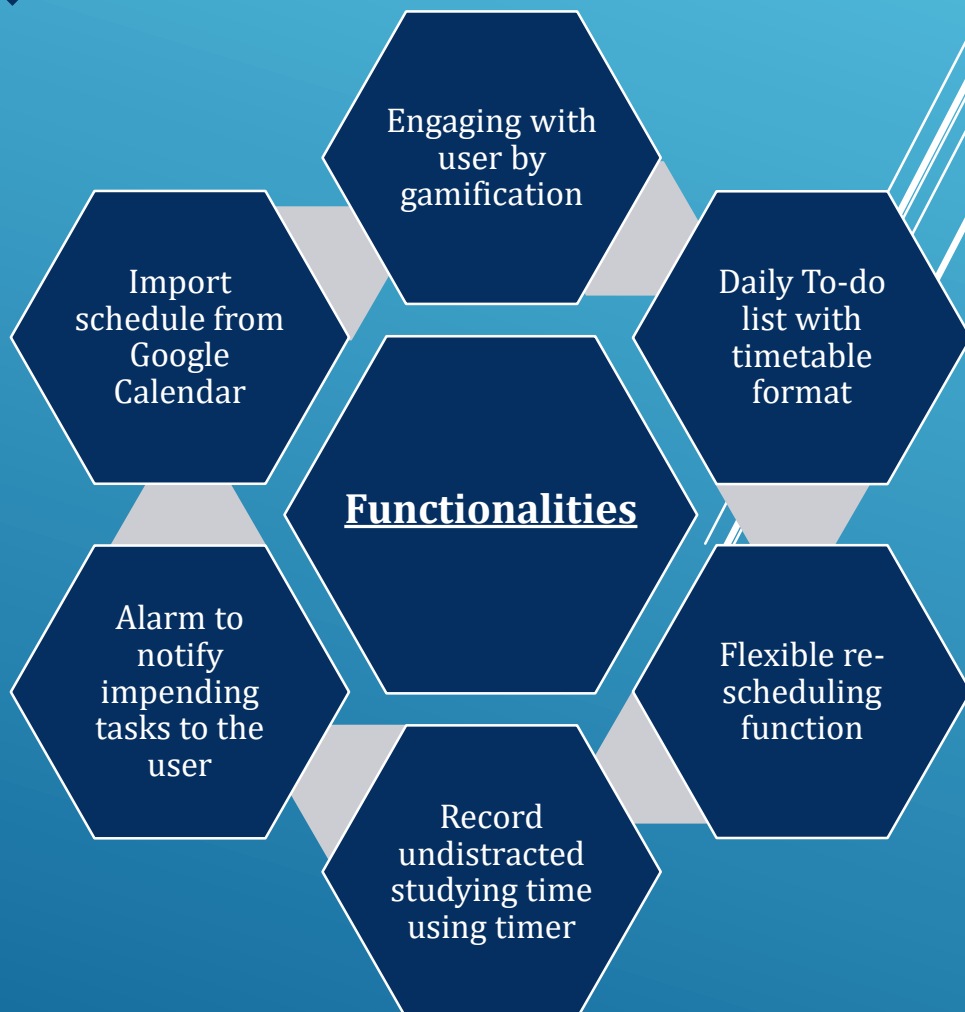 Engaging with
user by
gamification
Daily To-do
list with
timetable
format
Flexible re-
scheduling
function
Record
undistracted
studying time
using timer
Alarm to
notify
impending
tasks to the
user
Import
schedule from
Google
Calendar
Functionalities